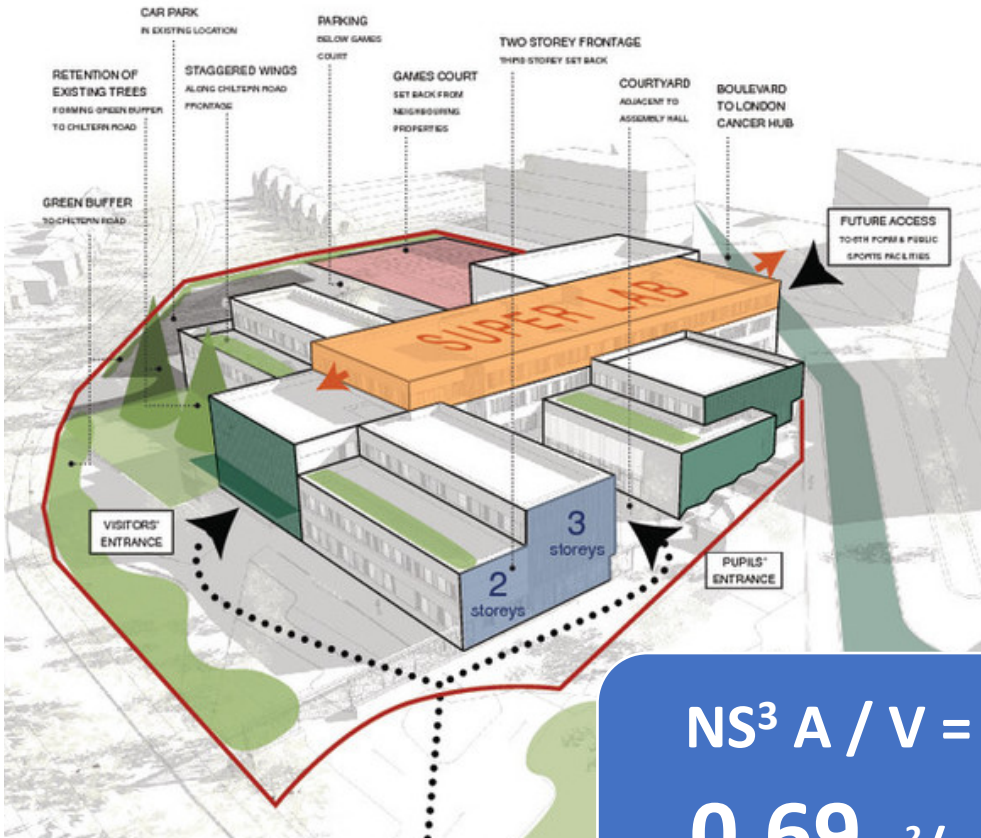 CAR PARK
IN EXISTING LOCATION
PARKING
BELOW GAMES
COURT
TWO STOREY FRONTAGE
THIRD STOREY SET BACK
RETENTION OF
EXISTING TREES
FORMING GREEN BUFFER
TO CHILTERN ROAD
STAGGERED WINGS
ALONG CHILTERN ROAD
FRONTAGE
GAMES COURT
SET BACK FROM
NEIGHBOURING
PROPERTIES
COURTYARD
ADJACENT TO
ASSEMBLY HALL
BOULEVARD
TO LONDON
CANCER HUB
GREEN BUFFER
TO CHILTERN ROAD
FUTURE ACCESS
TO 6TH FORM & PUBLIC
SPORTS FACILITIES
SUPER LAB
VISITORS'
ENTRANCE
3
storeys
2
storeys
PUPILS'
ENTRANCE
NS³ A / V =
0.69